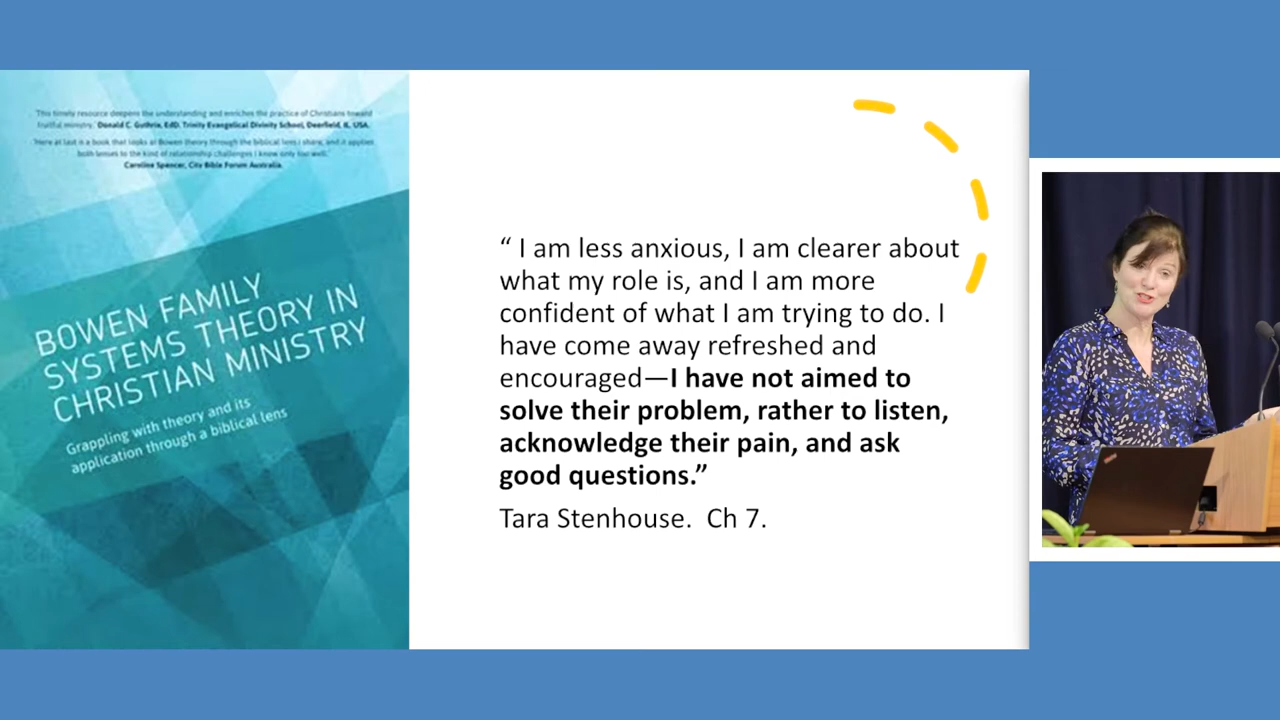 'This timely resource deepens the understanding and enriches the practice of Christians toward
fruitful ministry.' Donald C. Guthrie, EdD. Trinity Evangelical Divinity School, Deerfield, IL, USA.
'Here at last is a book that looks at Bowen theory through the biblical lens I share, and it applies
both lenses to the kind of relationship challenges I know only too well.'
Caroline Spencer, City Bible Forum Australia.
BOWEN FAMILY
SYSTEMS THEORY IN
CHRISTIAN MINISTRY
Grappling with theory and its
application through a biblical lens
“ I am less anxious, I am clearer about
what my role is, and I am more
confident of what I am trying to do. I
have come away refreshed and
encouraged—I have not aimed to
solve their problem, rather to listen,
acknowledge their pain, and ask
good questions.”
Tara Stenhouse.  Ch 7.